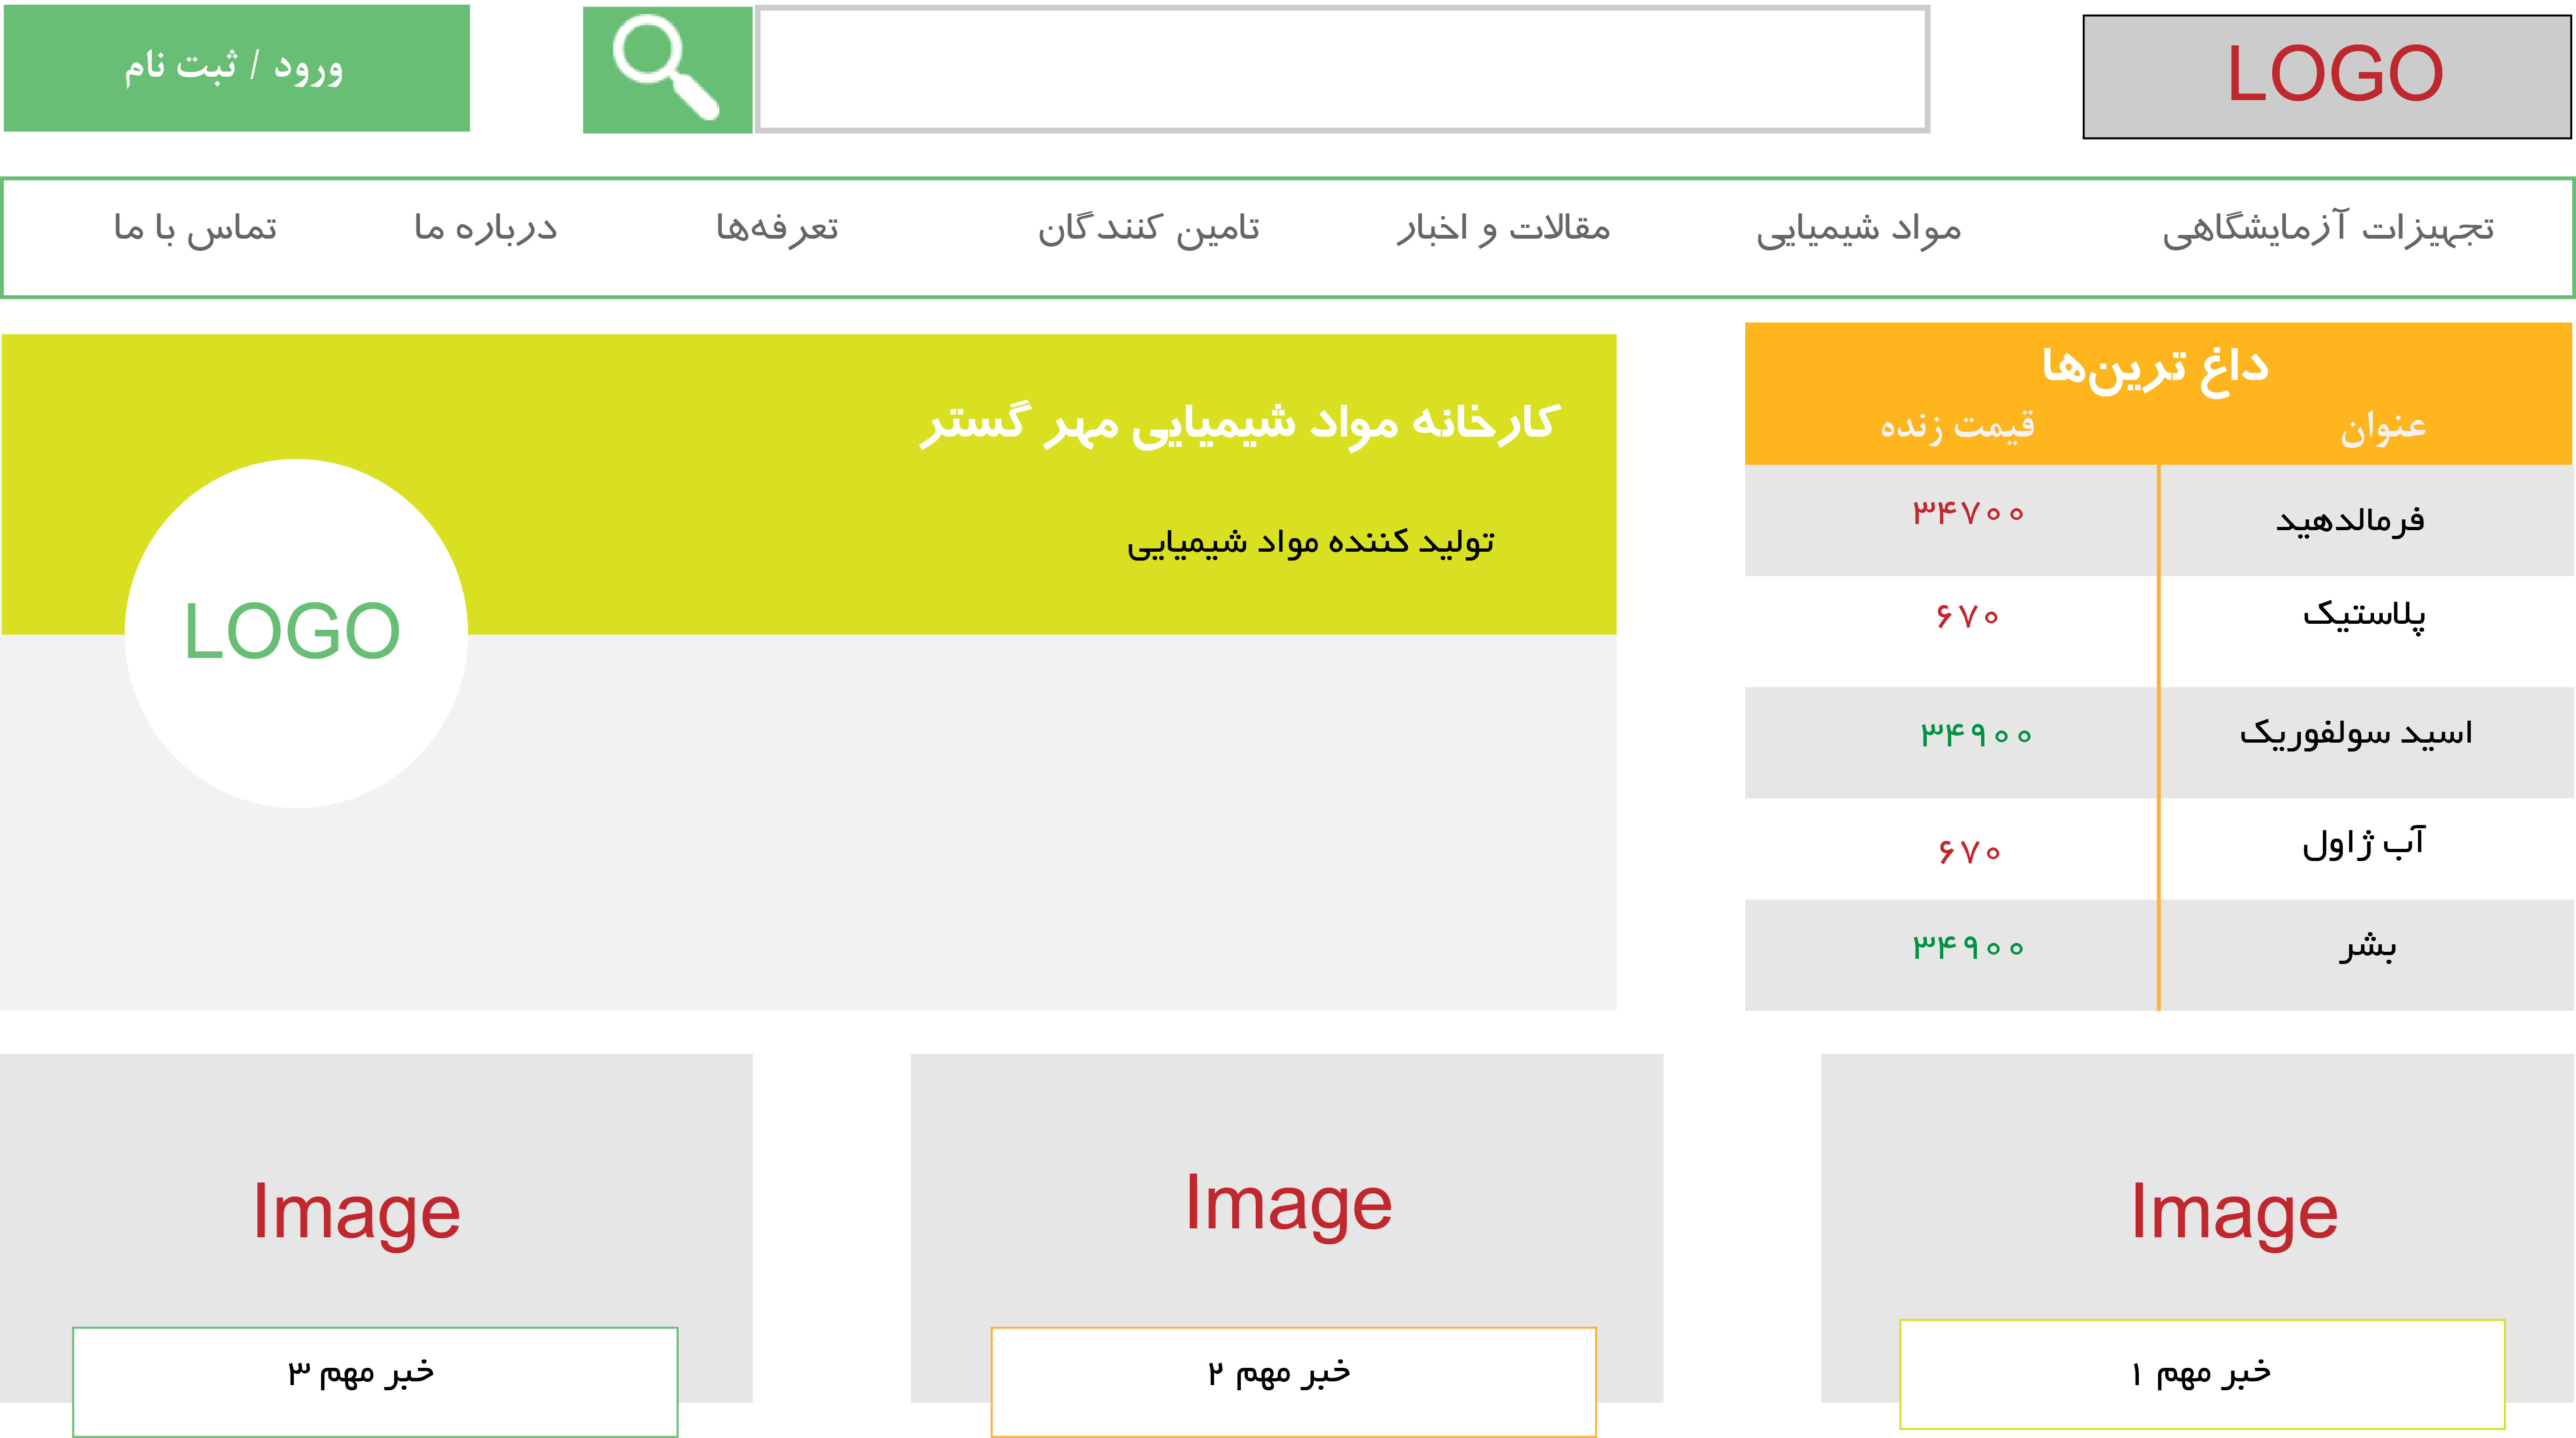 LOGO
ورود / ثبت نام
تجهیزات آزمایشگاهی
مواد شیمیایی
مقالات و اخبار
تامین کنندگان
تعرفه‌ها
درباره ما
تماس با ما
داغ ترین‌ها
عنوان قیمت زنده
فرمالدهید ۳۴۷۰۰
پلاستیک ۶۷۰
اسید سولفوریک ۳۴۹۰۰
آب ژاول ۶۷۰
بشر ۳۴۹۰۰
کارخانه مواد شیمیایی مهر گستر
تولید کننده مواد شیمیایی
LOGO
Image
خبر مهم ۱
Image
خبر مهم ۲
Image
خبر مهم ۳